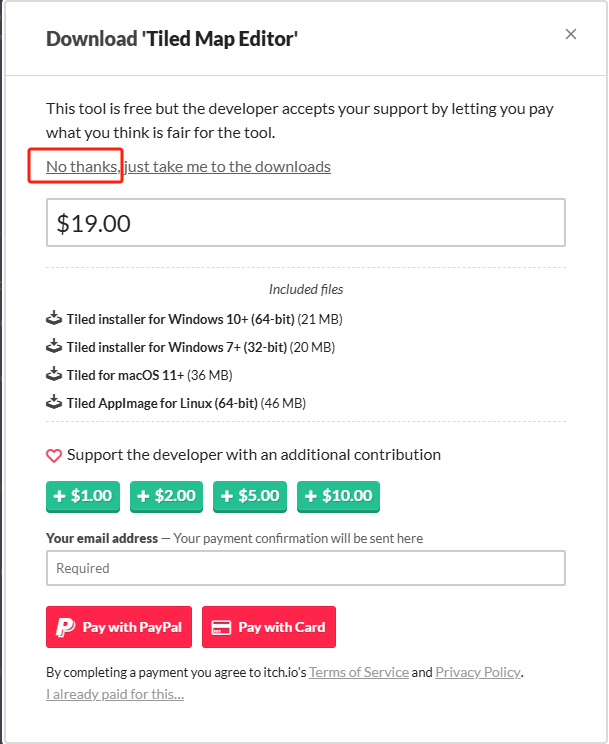 Download 'Tiled Map Editor'
This tool is free but the developer accepts your support by letting you pay
what you think is fair for the tool.
No thanks, just take me to the downloads
$19.00
Included files
Tiled installer for Windows 10+ (64-bit) (21 MB)
Tiled installer for Windows 7+ (32-bit) (20 MB)
Tiled for macOS 11+ (36 MB)
Tiled AppImage for Linux (64-bit) (46 MB)
Support the developer with an additional contribution
+ $1.00 + $2.00 + $5.00 + $10.00
Your email address — Your payment confirmation will be sent here
Required
Pay with PayPal Pay with Card
By completing a payment you agree to itch.io's Terms of Service and Privacy Policy.
I already paid for this...